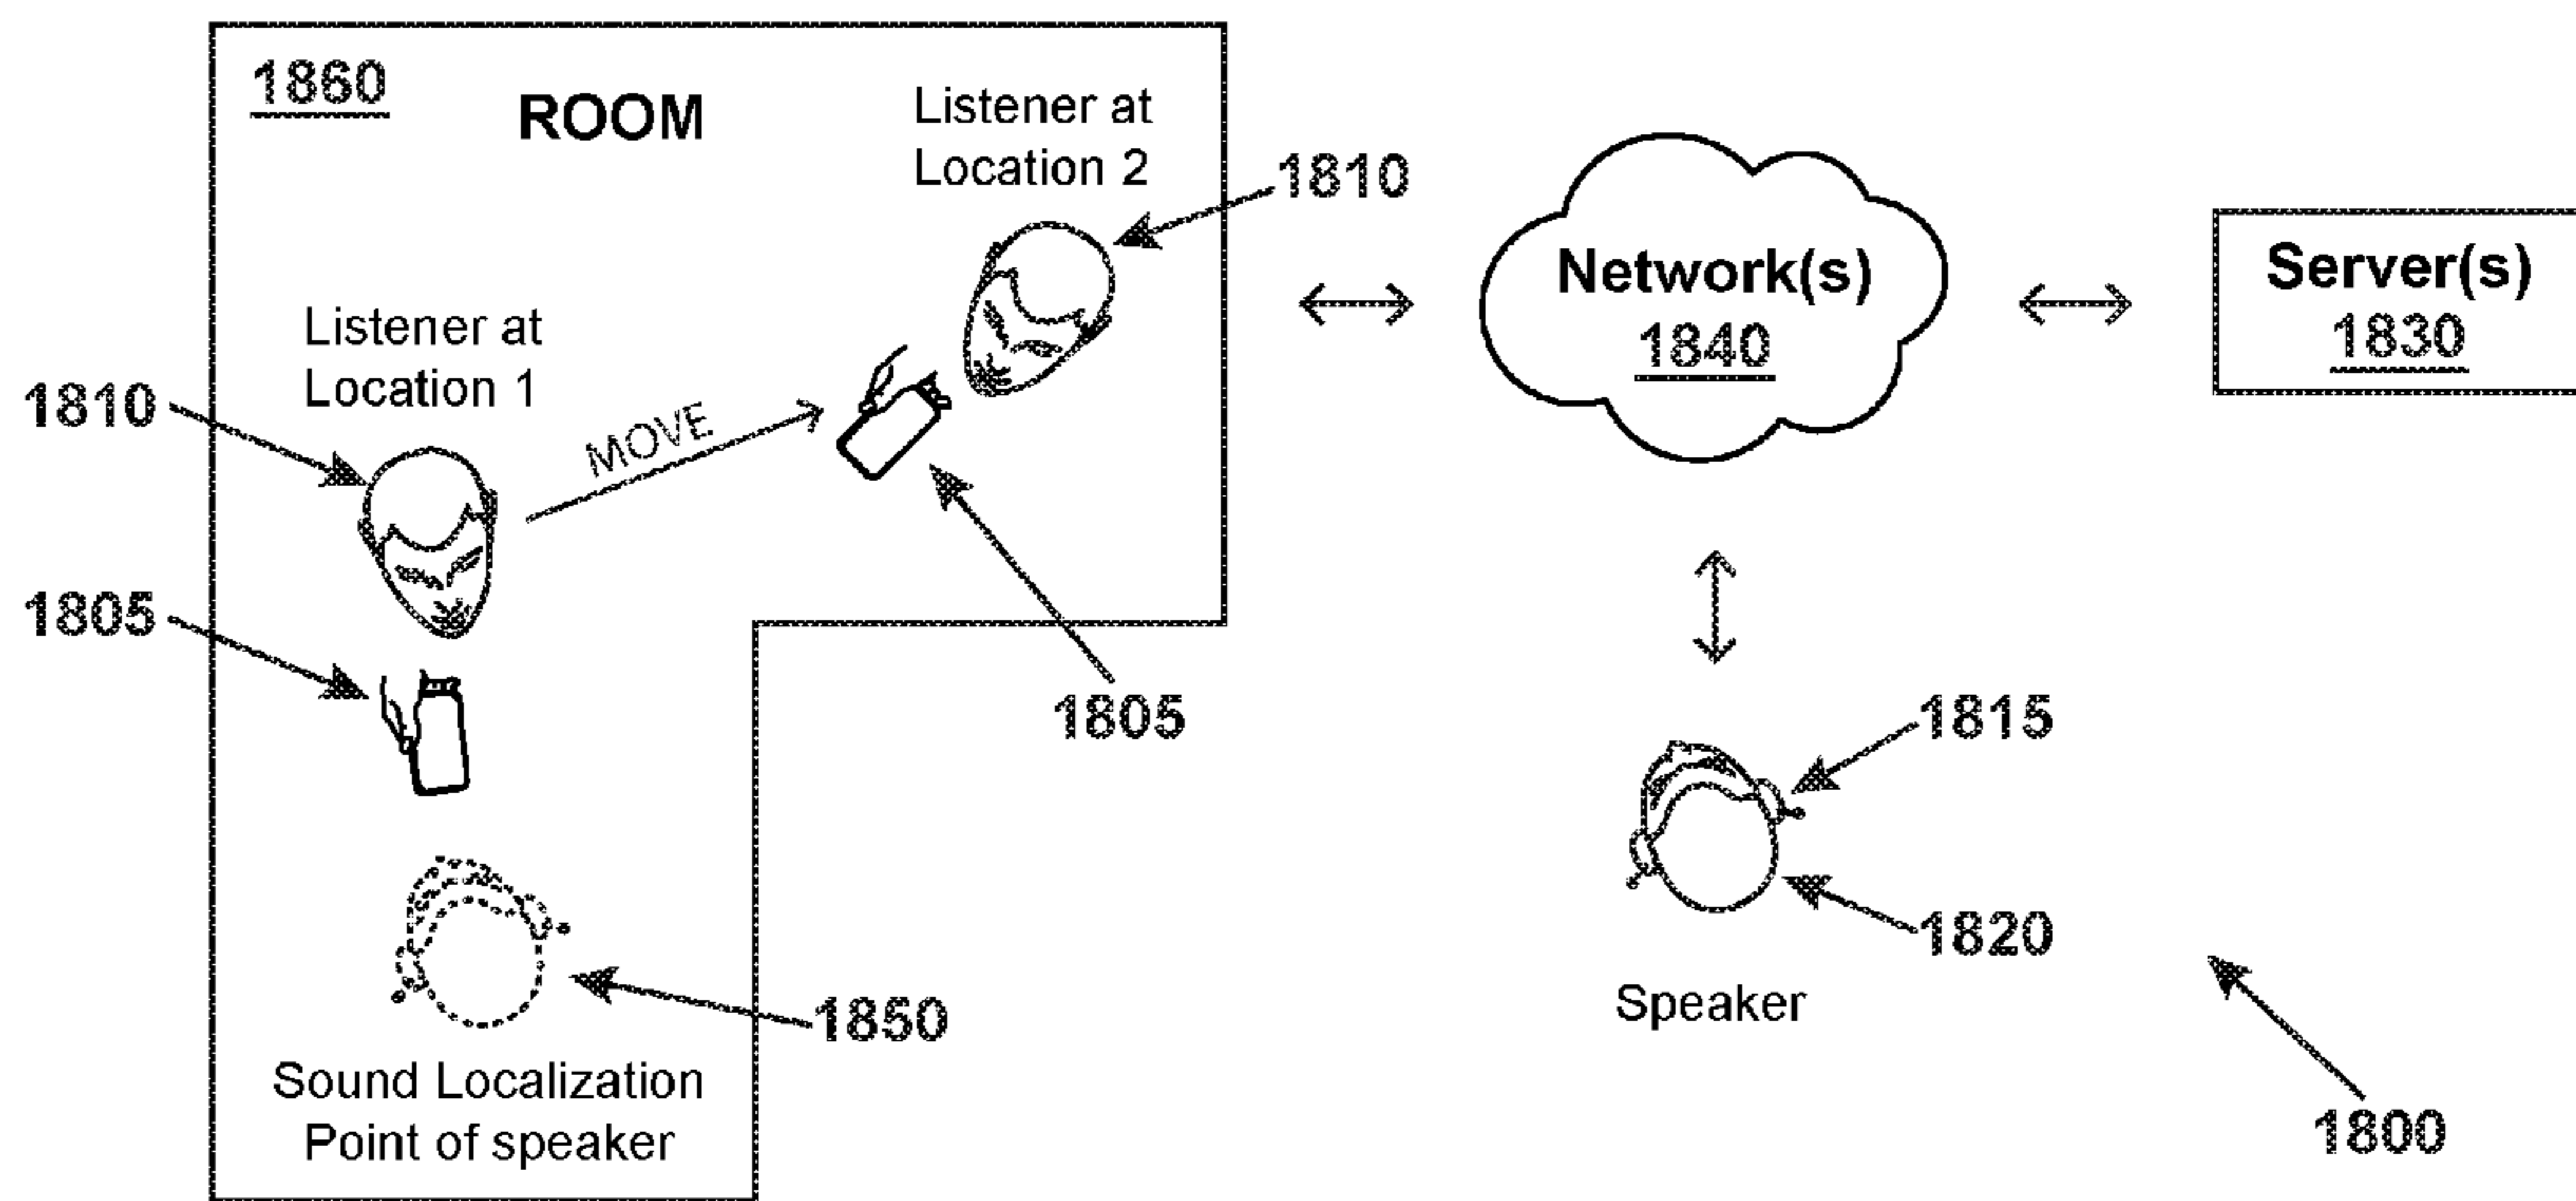 1860
ROOM
Listener at
Location 2
1810
Network(s)
1840
Server(s)
1830
Listener at
Location 1
1810
MOVE
1805
1805
1815
1820
Speaker
1850
Sound Localization
Point of speaker
1800